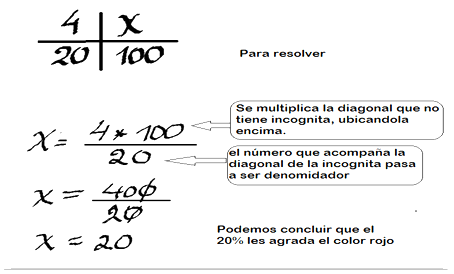 4 | x
20 | 100
Para resolver
Se multiplica la diagonal que no
tiene incognita, ubicandola
encima.
x = 4 * 100
20
el número que acompaña la
diagonal de la incognita pasa
a ser denomidador
x = 400
20
x = 20
Podemos concluir que el
20% les agrada el color rojo